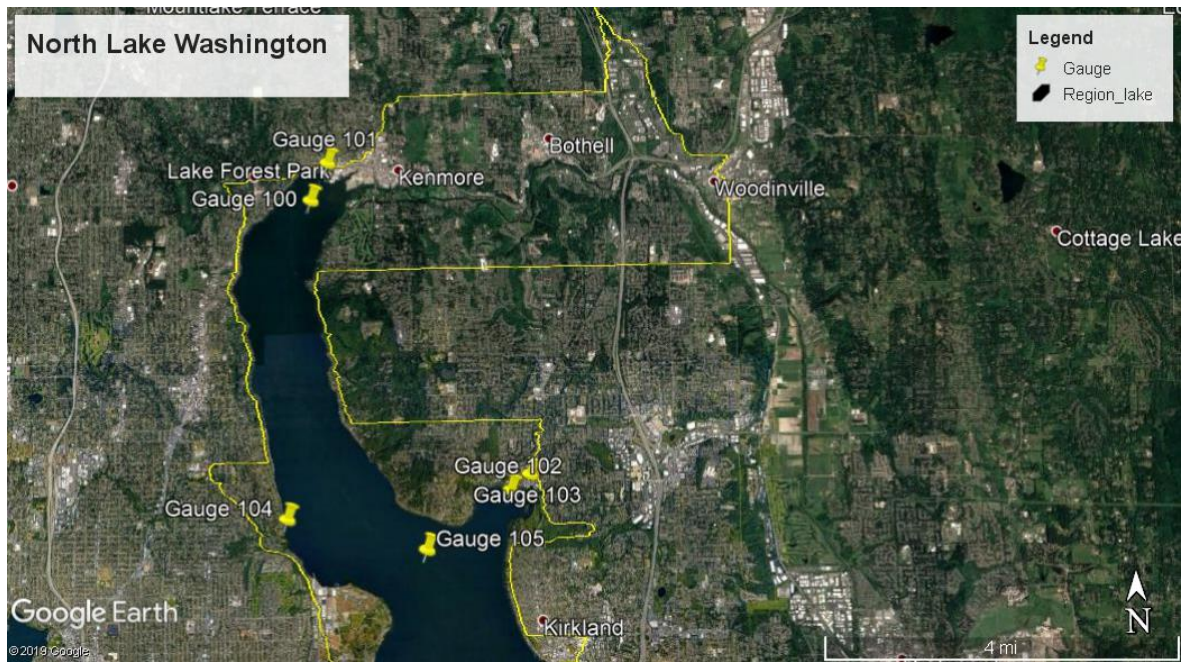 Mountlake Terrace
North Lake Washington
Legend
Gauge
Region_lake
Gauge 101
Bothell
Lake Forest Park
Kenmore
Woodinville
Gauge 100
Cottage Lake
Gauge 102
Gauge 103
Gauge 104
Gauge 105
Google Earth
Kirkland
N
© 2019 Google
4 mi